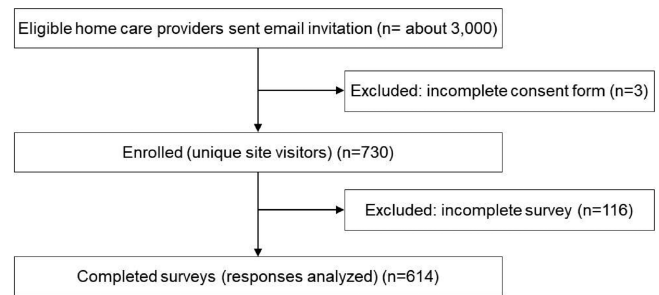 Eligible home care providers sent email invitation (n= about 3,000)
Excluded: incomplete consent form (n=3)
Enrolled (unique site visitors) (n=730)
Excluded: incomplete survey (n=116)
Completed surveys (responses analyzed) (n=614)